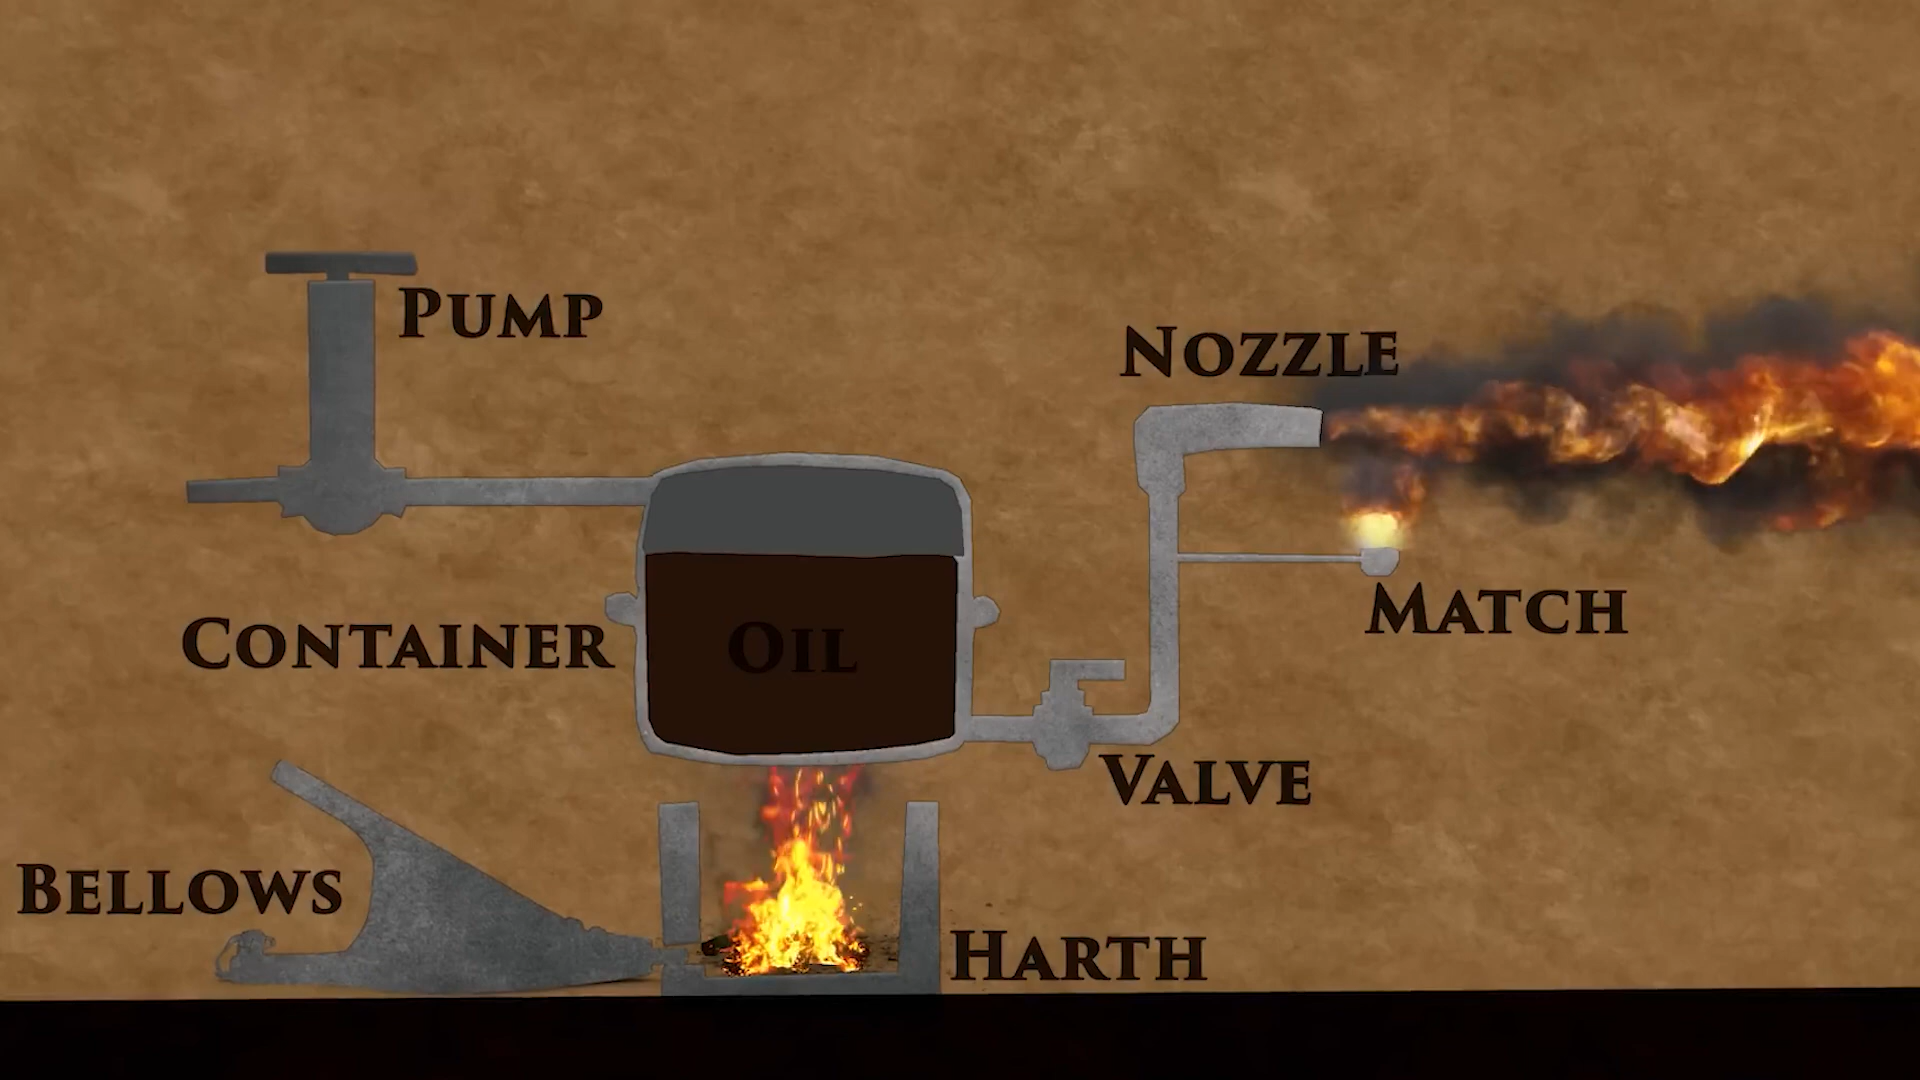 Pump
Nozzle
Match
Container
Oil
Valve
Bellows
Harth